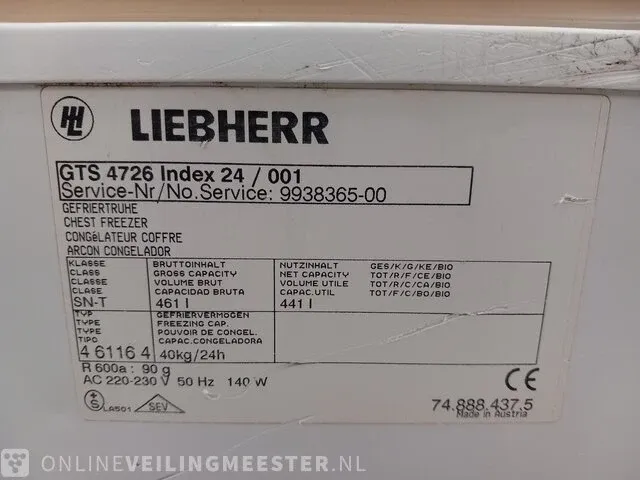 LIEBHERR
GTS 4726 Index 24 / 001
Service-Nr/No.Service: 9938365-00
GEFRIERTRUHE
CHEST FREEZER
CONGéLATEUR COFFRE
ARCON CONGELADOR
KLASSE BRUTTOINHALT NUTZINHALT GES/K/G/KE/BIO
CLASS GROSS CAPACITY NET CAPACITY TOT/R/F/CE/BIO
CLASSE VOLUME BRUT VOLUME UTILE TOT/R/C/CA/BIO
CLASE CAPACIDAD BRUTA CAPAC.UTIL TOT/F/C/BO/BIO
SN-T 461 l 441 l
TYP GEFRIERVERMOGEN
TYPE FREEZING CAP.
TYPE POUVOIR DE CONGEL.
TIPO CAPAC.CONGELADORA
4 61164 40kg/24h
R 600a : 90 g
AC 220-230 V 50 Hz 140 W
CE
S LA501 SEV 74.888.437.5
Made in Austria
ONLINEVEILINGMEESTER.NL